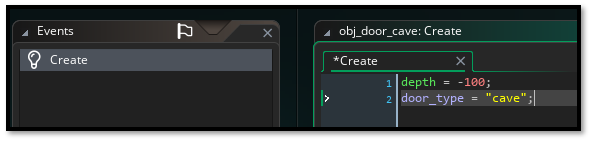 Events
Create
obj_door_cave: Create
*Create
1 depth = -100;
2 door_type = "cave";